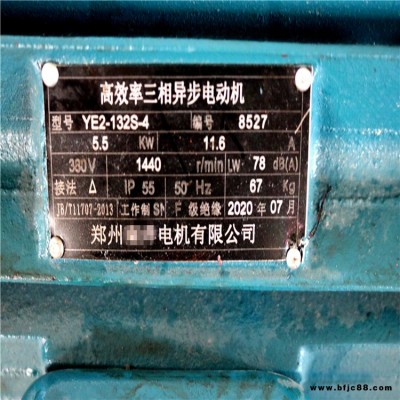 高效率三相异步电动机
型号 YE2-132S-4 编号 8527
5.5 KW 11.6 A
380V 1440 r/min LW 78 dB(A)
接法 Δ IP 55 50 Hz 67 Kg
JB/T11707-2013 工作制 S1 F 级绝缘 2020 年 07 月
郑州 电机有限公司
www.bfjc88.com